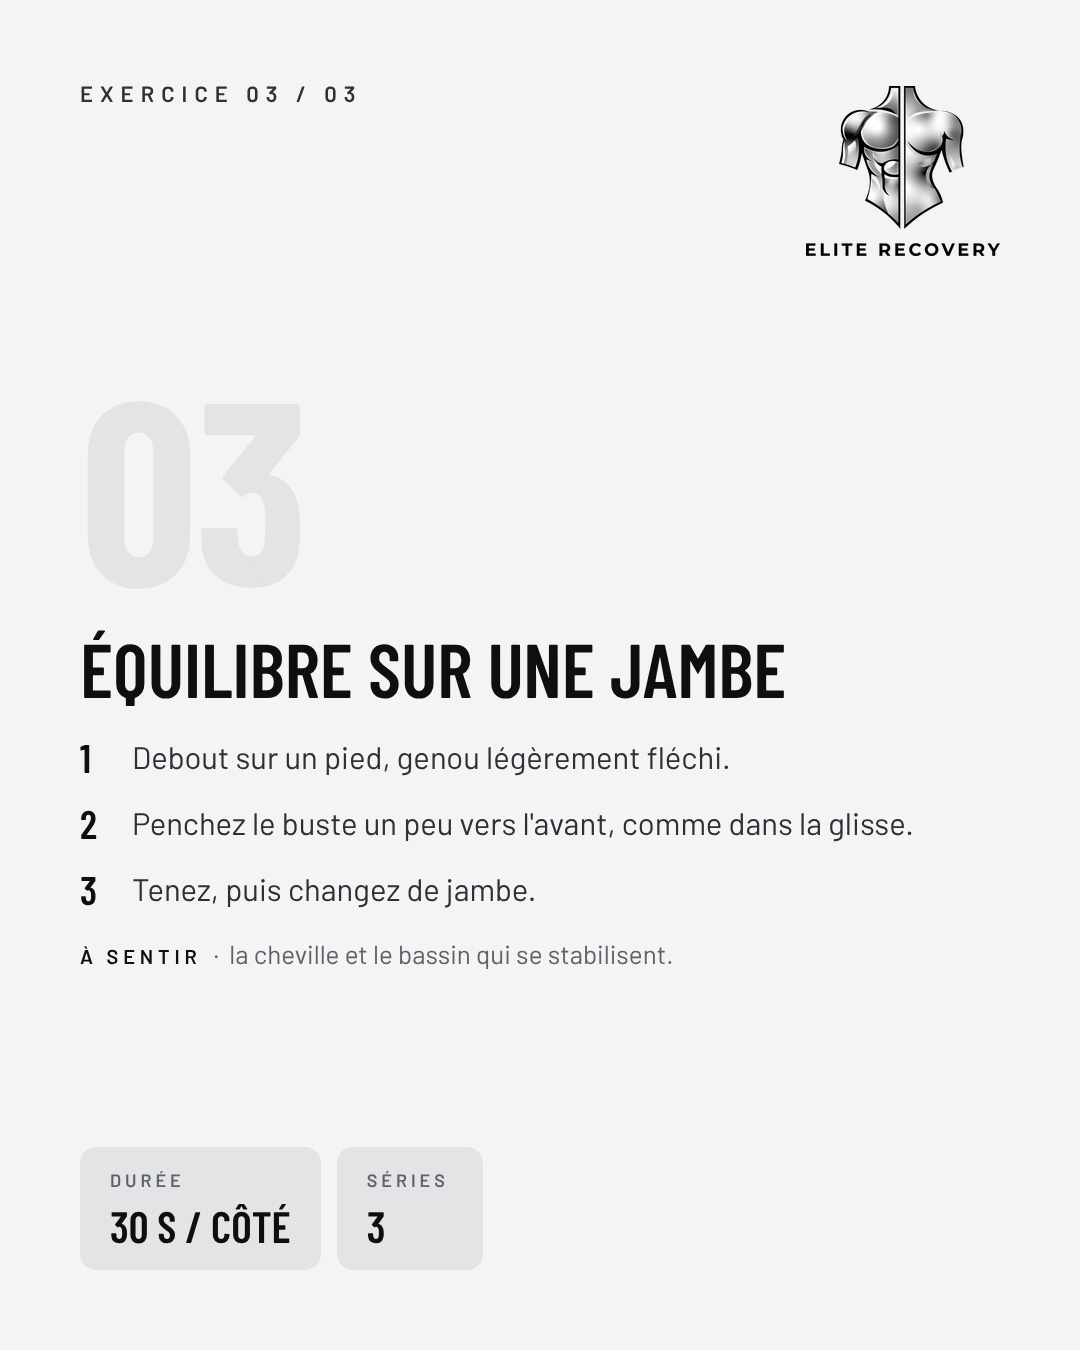 EXERCICE 03 / 03
ELITE RECOVERY
03
ÉQUILIBRE SUR UNE JAMBE
1 Debout sur un pied, genou légèrement fléchi.
2 Penchez le buste un peu vers l'avant, comme dans la glisse.
3 Tenez, puis changez de jambe.
À SENTIR · la cheville et le bassin qui se stabilisent.
DURÉE
30 S / CÔTÉ
SÉRIES
3